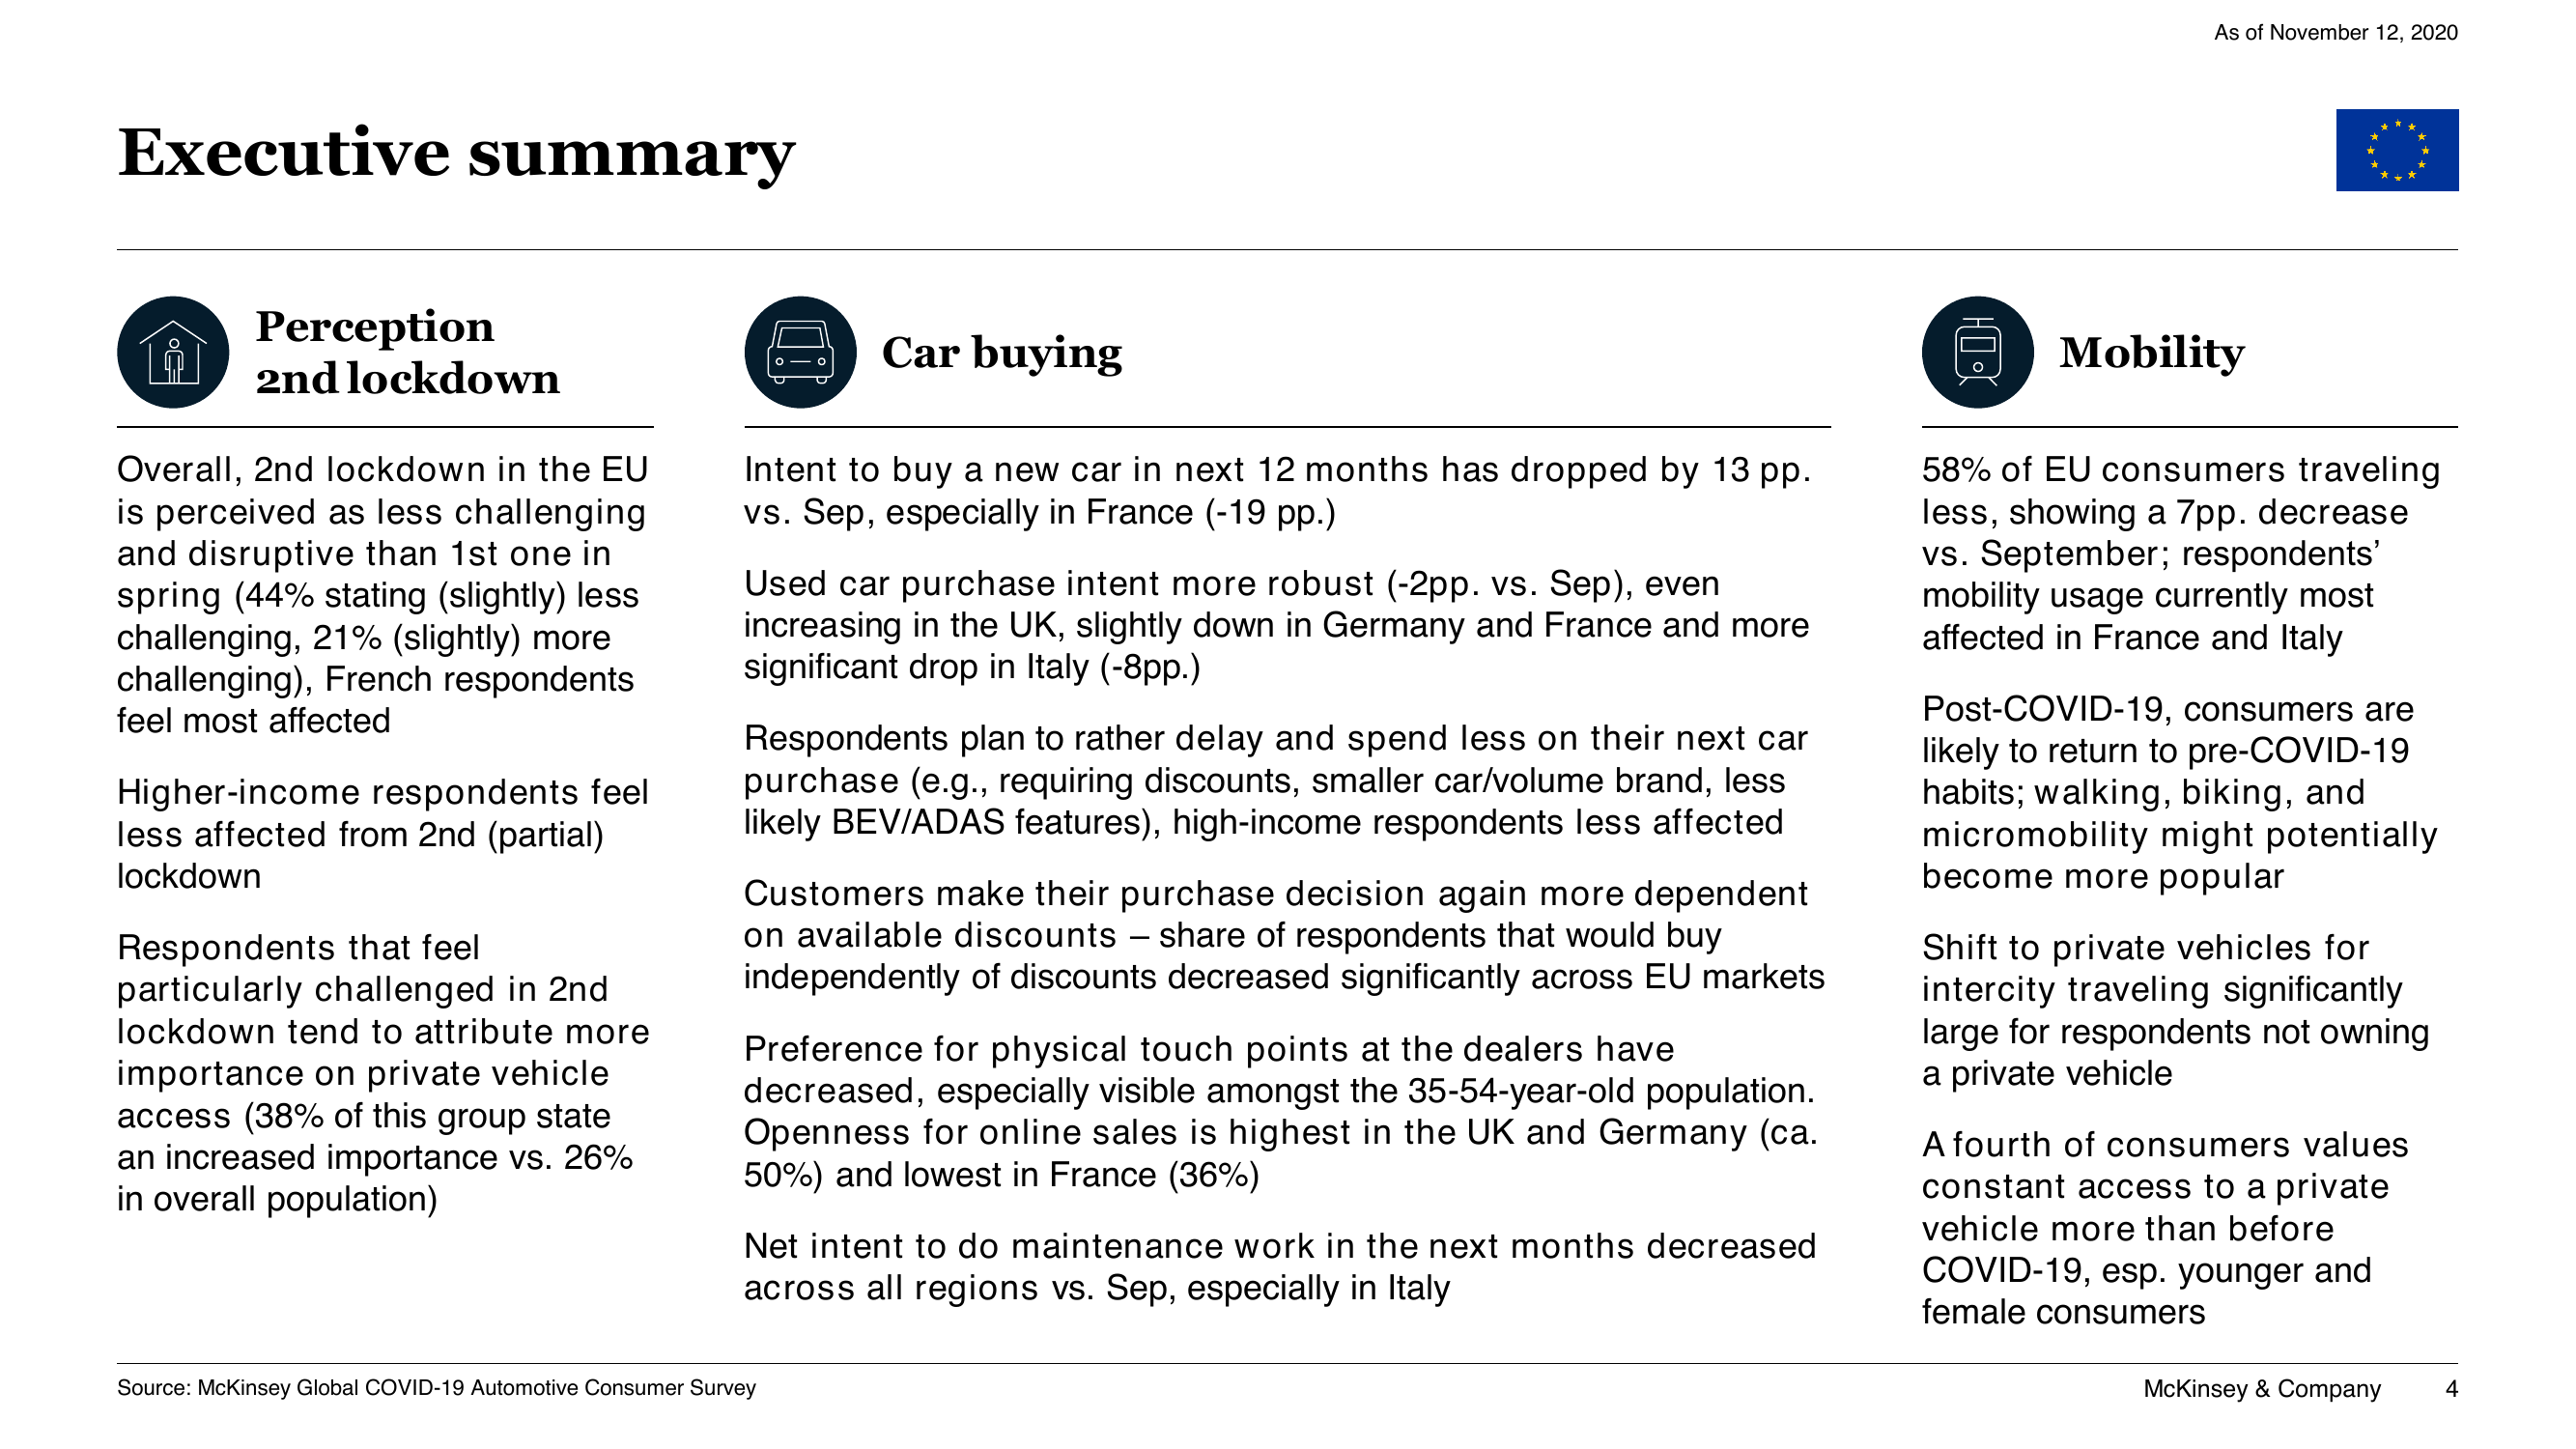 As of November 12, 2020
Executive summary
Perception
2nd lockdown
Overall, 2nd lockdown in the EU
is perceived as less challenging
and disruptive than 1st one in
spring (44% stating (slightly) less
challenging, 21% (slightly) more
challenging), French respondents
feel most affected
Higher-income respondents feel
less affected from 2nd (partial)
lockdown
Respondents that feel
particularly challenged in 2nd
lockdown tend to attribute more
importance on private vehicle
access (38% of this group state
an increased importance vs. 26%
in overall population)
Car buying
Intent to buy a new car in next 12 months has dropped by 13 pp.
vs. Sep, especially in France (-19 pp.)
Used car purchase intent more robust (-2pp. vs. Sep), even
increasing in the UK, slightly down in Germany and France and more
significant drop in Italy (-8pp.)
Respondents plan to rather delay and spend less on their next car
purchase (e.g., requiring discounts, smaller car/volume brand, less
likely BEV/ADAS features), high-income respondents less affected
Customers make their purchase decision again more dependent
on available discounts – share of respondents that would buy
independently of discounts decreased significantly across EU markets
Preference for physical touch points at the dealers have
decreased, especially visible amongst the 35-54-year-old population.
Openness for online sales is highest in the UK and Germany (ca.
50%) and lowest in France (36%)
Net intent to do maintenance work in the next months decreased
across all regions vs. Sep, especially in Italy
Mobility
58% of EU consumers traveling
less, showing a 7pp. decrease
vs. September; respondents’
mobility usage currently most
affected in France and Italy
Post-COVID-19, consumers are
likely to return to pre-COVID-19
habits; walking, biking, and
micromobility might potentially
become more popular
Shift to private vehicles for
intercity traveling significantly
large for respondents not owning
a private vehicle
A fourth of consumers values
constant access to a private
vehicle more than before
COVID-19, esp. younger and
female consumers
Source: McKinsey Global COVID-19 Automotive Consumer Survey
McKinsey & Company 4